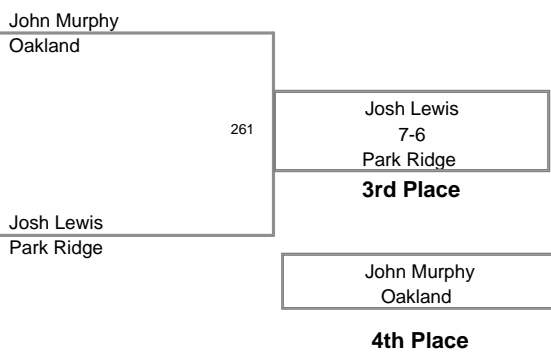 John Murphy
Oakland
261
Josh Lewis
7-6
Park Ridge
3rd Place
Josh Lewis
Park Ridge
John Murphy
Oakland
4th Place